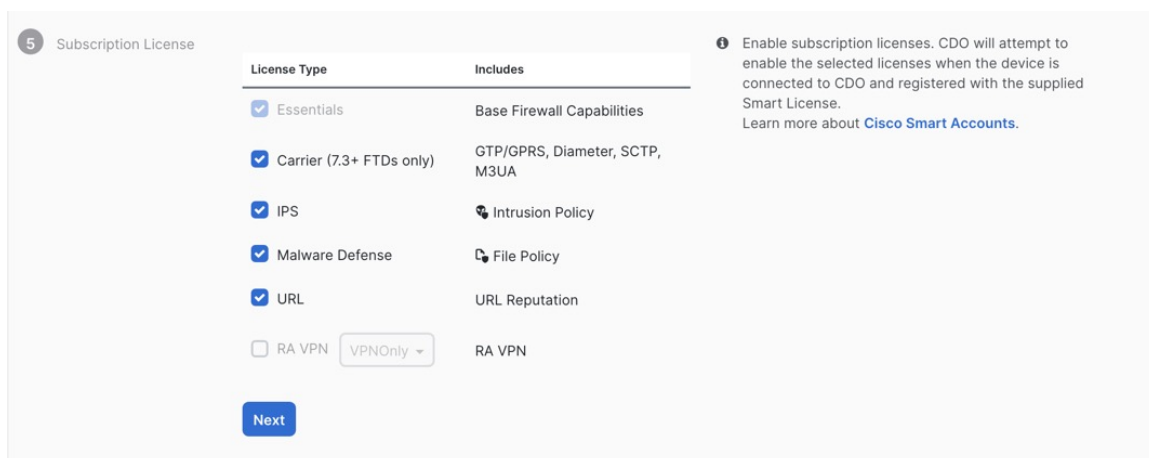 5 Subscription License
License Type Includes
Essentials Base Firewall Capabilities
Carrier (7.3+ FTDs only) GTP/GPRS, Diameter, SCTP,
M3UA
IPS Intrusion Policy
Malware Defense File Policy
URL URL Reputation
RA VPN VPNOnly RA VPN
Next
Enable subscription licenses. CDO will attempt to
enable the selected licenses when the device is
connected to CDO and registered with the supplied
Smart License.
Learn more about Cisco Smart Accounts.